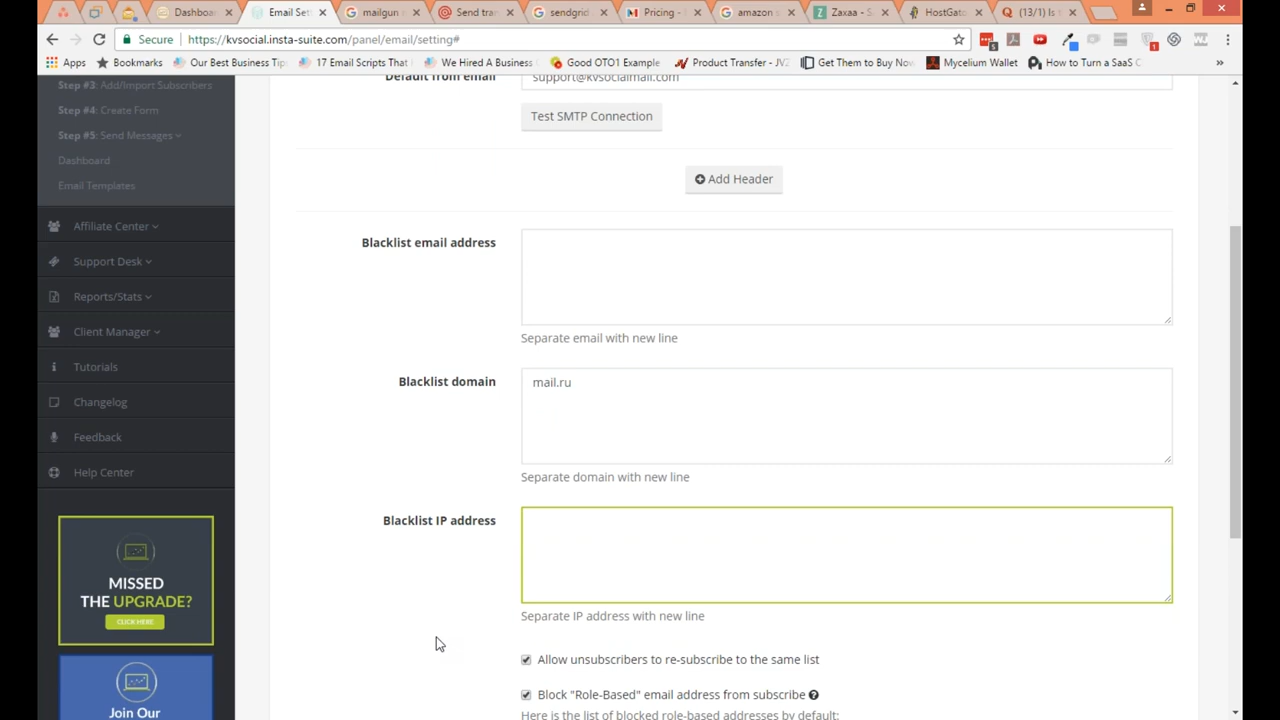 Dashboa
Email Set
mailgun
Send tra
sendgrid
Pricing -
amazon s
Zaxaa - S
HostGat
(13/1) Is t
Secure
https://kvsocial.insta-suite.com/panel/email/setting#
Apps
Bookmarks
Our Best Business Tip
17 Email Scripts That
We Hired A Business
Good OTO1 Example
Product Transfer - JVZ
Get Them to Buy Now
Mycelium Wallet
How to Turn a SaaS C
»
Step #3: Add/Import Subscribers
Step #4: Create Form
Step #5: Send Messages
Dashboard
Email Templates
Affiliate Center
Support Desk
Reports/Stats
Client Manager
Tutorials
Changelog
Feedback
Help Center
MISSED
THE UPGRADE?
CLICK HERE
Join Our
Default from email
support@kvsocialmail.com
Test SMTP Connection
Add Header
Blacklist email address
Separate email with new line
Blacklist domain
mail.ru
Separate domain with new line
Blacklist IP address
Separate IP address with new line
Allow unsubscribers to re-subscribe to the same list
Block "Role-Based" email address from subscribe
Here is the list of blocked role-based addresses by default: